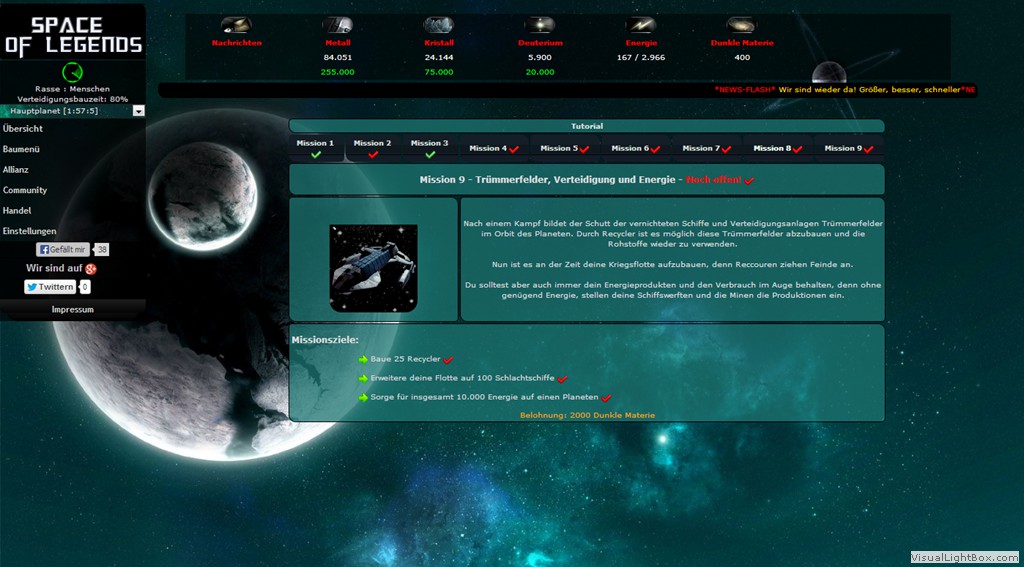 SPACE
OF LEGENDS
Rasse : Menschen
Verteidigungsbauzeit: 80%
Hauptplanet [1:57:5]
Übersicht
Baumenü
Allianz
Community
Handel
Einstellungen
Gefällt mir 38
Wir sind auf
Twittern 0
Impressum
Nachrichten Metall Kristall Deuterium Energie Dunkle Materie
84.051 24.144 5.900 167 / 2.966 400
255.000 75.000 20.000
*NEWS-FLASH* Wir sind wieder da! Größer, besser, schneller*NE
Tutorial
Mission 1 Mission 2 Mission 3 Mission 4 Mission 5 Mission 6 Mission 7 Mission 8 Mission 9
Mission 9 - Trümmerfelder, Verteidigung und Energie - Noch offen!
Nach einem Kampf bildet der Schutt der vernichteten Schiffe und Verteidigungsanlagen Trümmerfelder
im Orbit des Planeten. Durch Recycler ist es möglich diese Trümmerfelder abzubauen und die
Rohstoffe wieder zu verwenden.
Nun ist es an der Zeit deine Kriegsflotte aufzubauen, denn Reccouren ziehen Feinde an.
Du solltest aber auch immer dein Energieprodukten und den Verbrauch im Auge behalten, denn ohne
genügend Energie, stellen deine Schiffswerften und die Minen die Produktionen ein.
Missionsziele:
Baue 25 Recycler
Erweitere deine Flotte auf 100 Schlachtschiffe
Sorge für insgesamt 10.000 Energie auf einen Planeten
Belohnung: 2000 Dunkle Materie
VisualLightBox.com